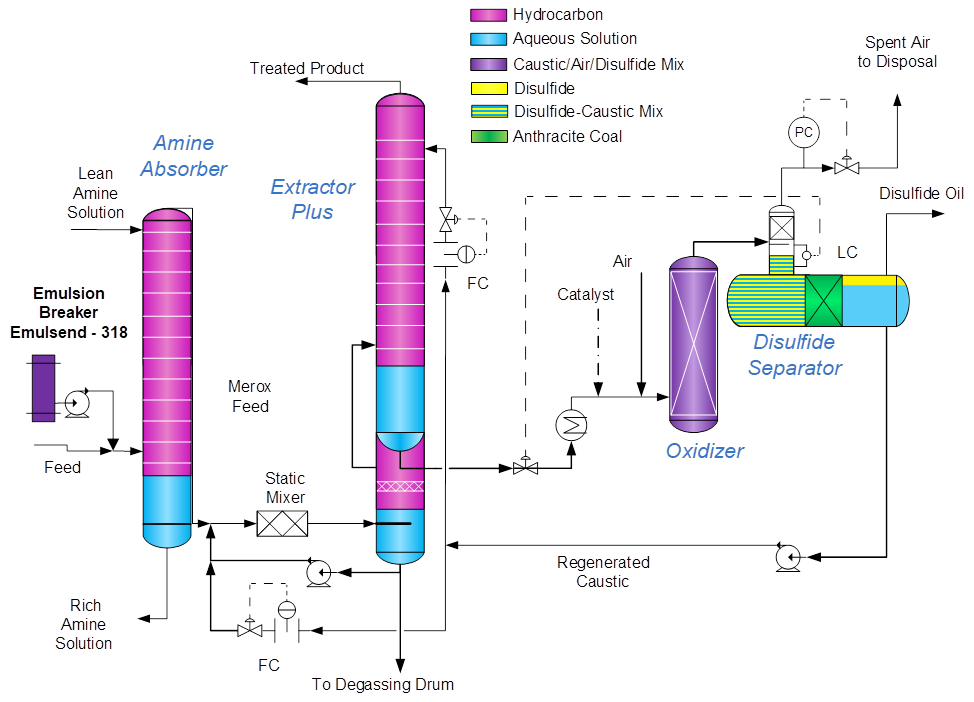 Hydrocarbon
Aqueous Solution
Caustic/Air/Disulfide Mix
Disulfide
Disulfide-Caustic Mix
Anthracite Coal
Spent Air
to Disposal
Treated Product
PC
Amine
Absorber
Extractor
Plus
Lean
Amine
Solution
Disulfide Oil
LC
Air
FC
Catalyst
Emulsion
Breaker
Emulsend - 318
Disulfide
Separator
Merox
Feed
Oxidizer
Feed
Static
Mixer
Regenerated
Caustic
Rich
Amine
Solution
FC
To Degassing Drum